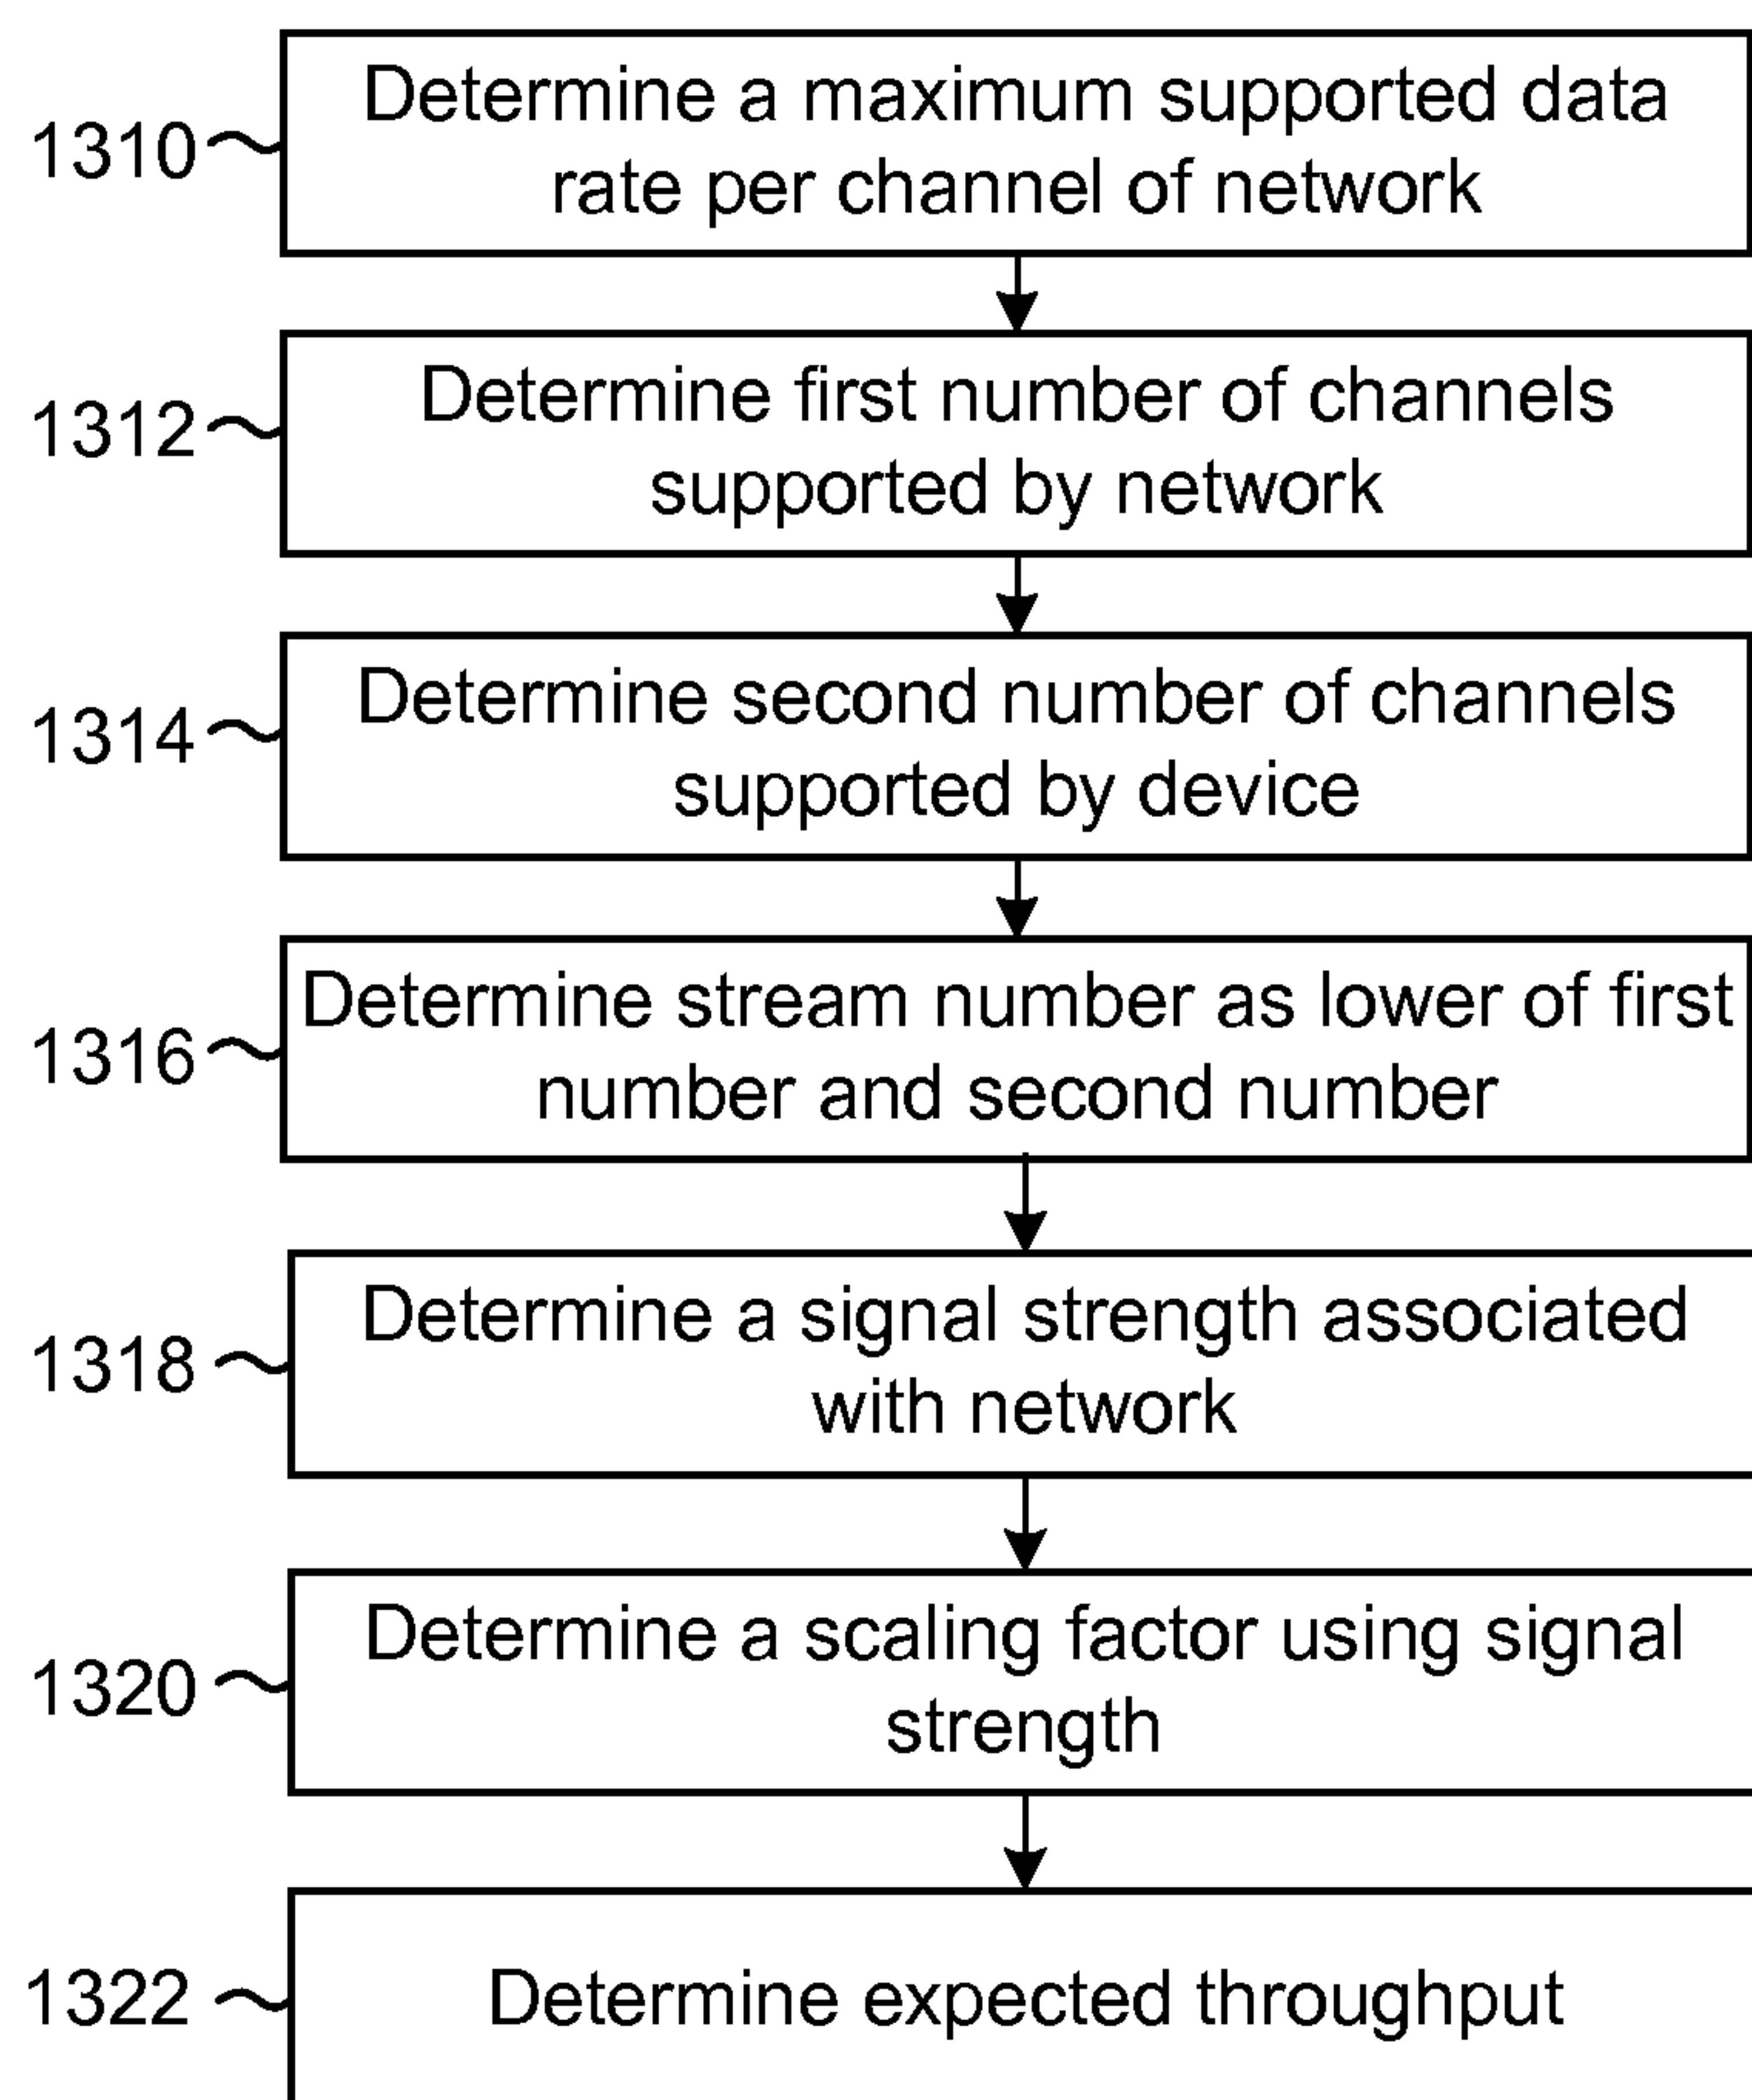 1310
Determine a maximum supported data
rate per channel of network
1312
Determine first number of channels
supported by network
1314
Determine second number of channels
supported by device
1316
Determine stream number as lower of first
number and second number
1318
Determine a signal strength associated
with network
1320
Determine a scaling factor using signal
strength
1322
Determine expected throughput